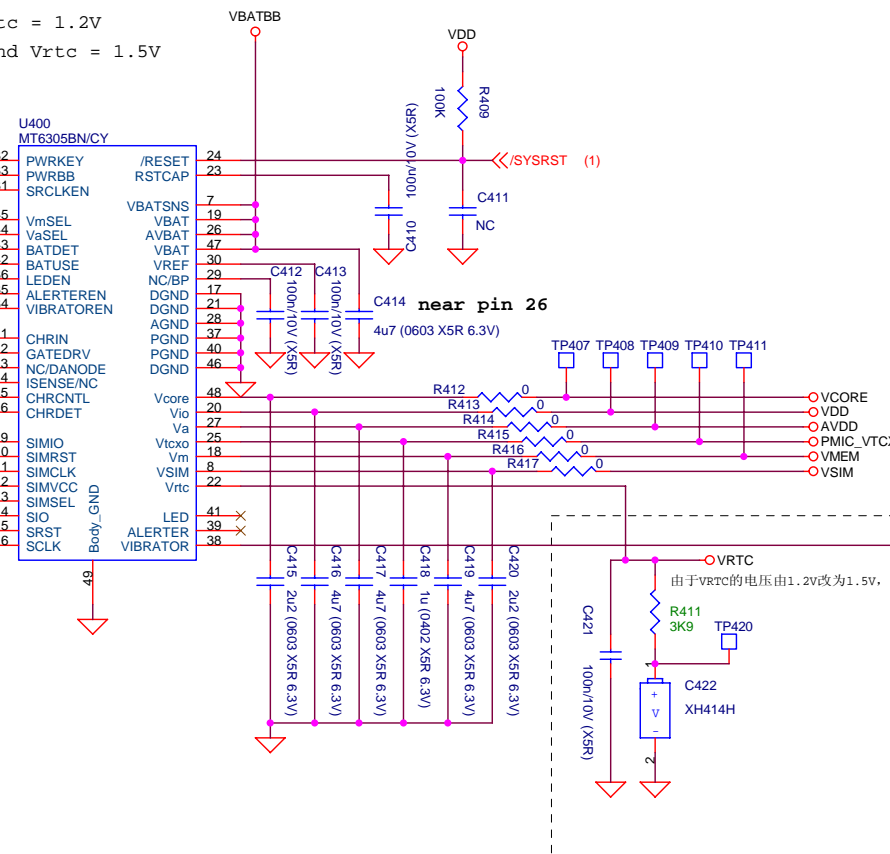 tc = 1.2V
nd Vrtc = 1.5V
VBATBB
VDD
R409
100K
U400
MT6305BN/CY
PWRKEY
PWRBB
SRCLKEN
VmSEL
VaSEL
BATDET
BATUSE
LEDEN
ALERTEREN
VIBRATOREN
CHRIN
GATEDRV
NC/DANODE
ISENSE/NC
CHRCNTL
CHRDET
SIMIO
SIMRST
SIMCLK
SIMVCC
SIMSEL
SIO
SRST
SCLK
Body_GND
49
/RESET 24
RSTCAP 23
VBATSNS 7
VBAT 19
AVBAT 26
VBAT 47
VREF 30
NC/BP 29
DGND 17
DGND 21
AGND 28
PGND 37
PGND 40
DGND 46
Vcore 48
Vio 20
Va 27
Vtcxo 25
Vm 18
VSIM 8
Vrtc 22
LED 41
ALERTER 39
VIBRATOR 38
/SYSRST (1)
C410 100n/10V (X5R)
C411
NC
C412
100n/10V (X5R)
C413
100n/10V (X5R)
C414
4u7 (0603 X5R 6.3V)
near pin 26
TP407 TP408 TP409 TP410 TP411
R412 0 VCORE
R413 0 VDD
R414 0 AVDD
R415 0 PMIC_VTCX
R416 0 VMEM
R417 0 VSIM
C415 2u2 (0603 X5R 6.3V)
C416 4u7 (0603 X5R 6.3V)
C417 4u7 (0603 X5R 6.3V)
C418 1u (0402 X5R 6.3V)
C419 4u7 (0603 X5R 6.3V)
C420 2u2 (0603 X5R 6.3V)
VRTC
由于VRTC的电压由1.2V改为1.5V,
C421 100n/10V (X5R)
R411
3K9
TP420
1
C422
XH414H
+
V
-
2